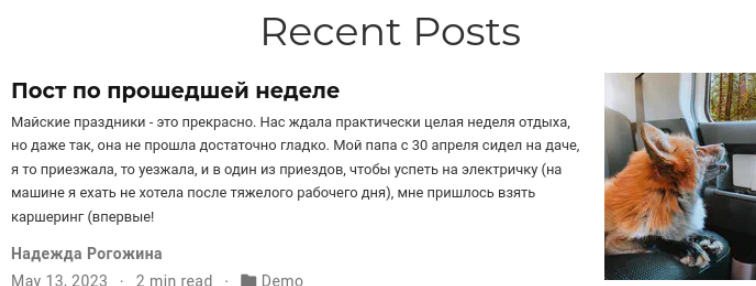 Recent Posts
Пост по прошедшей неделе
Майские праздники - это прекрасно. Нас ждала практически целая неделя отдыха,
но даже так, она не прошла достаточно гладко. Мой папа с 30 апреля сидел на даче,
я то приезжала, то уезжала, и в один из приездов, чтобы успеть на электричку (на
машине я ехать не хотела после тяжелого рабочего дня), мне пришлось взять
каршеринг (впервые!
Надежда Рогожина
May 13, 2023 · 2 min read · Demo